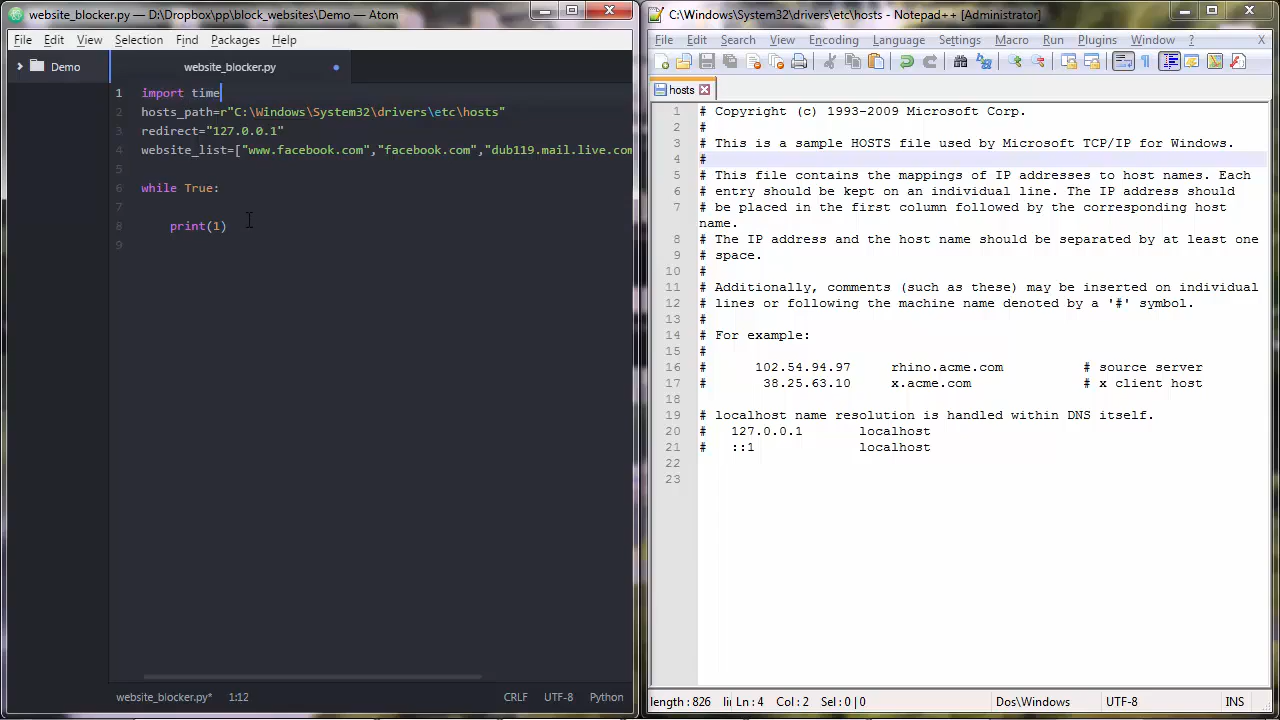 website_blocker.py — D:\Dropbox\pp\block_websites\Demo — Atom
File Edit View Selection Find Packages Help
Demo
website_blocker.py
1 import time
2 hosts_path=r"C:\Windows\System32\drivers\etc\hosts"
3 redirect="127.0.0.1"
4 website_list=["www.facebook.com","facebook.com","dub119.mail.live.com
5
6 while True:
7
8 print(1)
9
website_blocker.py* 1:12 CRLF UTF-8 Python
C:\Windows\System32\drivers\etc\hosts - Notepad++ [Administrator]
File Edit Search View Encoding Language Settings Macro Run Plugins Window ? X
hosts
1 # Copyright (c) 1993-2009 Microsoft Corp.
2 #
3 # This is a sample HOSTS file used by Microsoft TCP/IP for Windows.
4 #
5 # This file contains the mappings of IP addresses to host names. Each
6 # entry should be kept on an individual line. The IP address should
7 # be placed in the first column followed by the corresponding host
name.
8 # The IP address and the host name should be separated by at least one
9 # space.
10 #
11 # Additionally, comments (such as these) may be inserted on individual
12 # lines or following the machine name denoted by a '#' symbol.
13 #
14 # For example:
15 #
16 # 102.54.94.97 rhino.acme.com # source server
17 # 38.25.63.10 x.acme.com # x client host
18
19 # localhost name resolution is handled within DNS itself.
20 # 127.0.0.1 localhost
21 # ::1 localhost
22
23
length : 826 li Ln : 4 Col : 2 Sel : 0 | 0 Dos\Windows UTF-8 INS